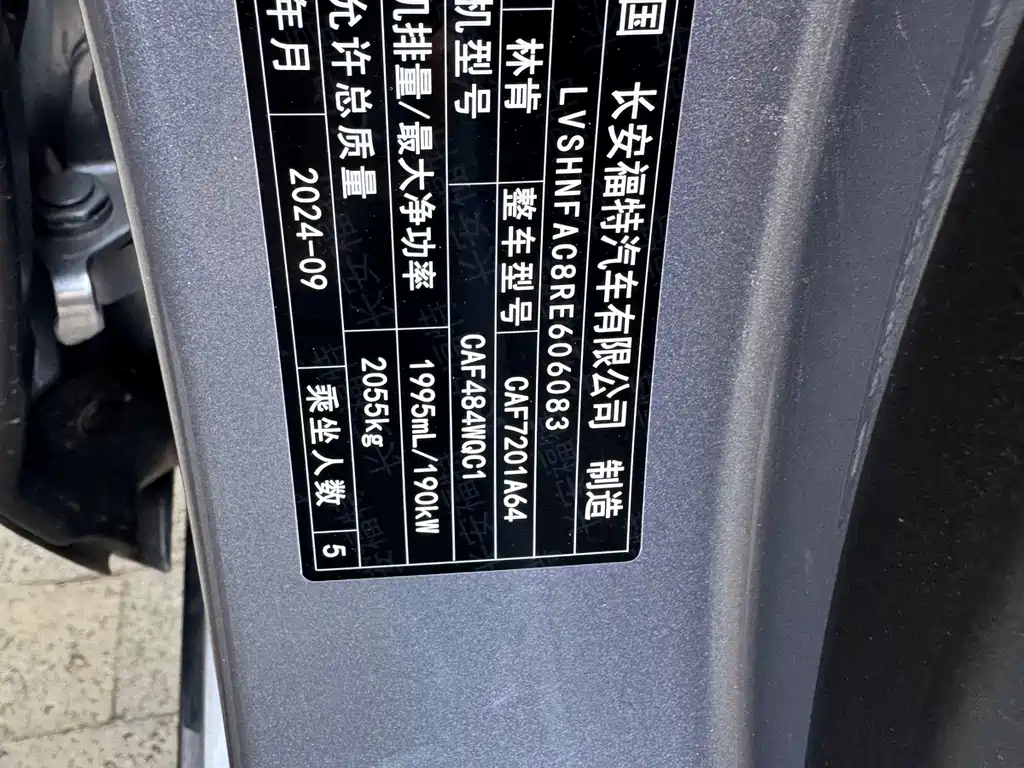 国 长安福特汽车有限公司 制造
LVSHNFAC8RE606083
林肯 整车型号 CAF7201A64
机型号 CAF484WQC1
机排量/最大净功率 1995mL/190kW
允许总质量 2055kg
年月 2024-09 乘坐人数 5